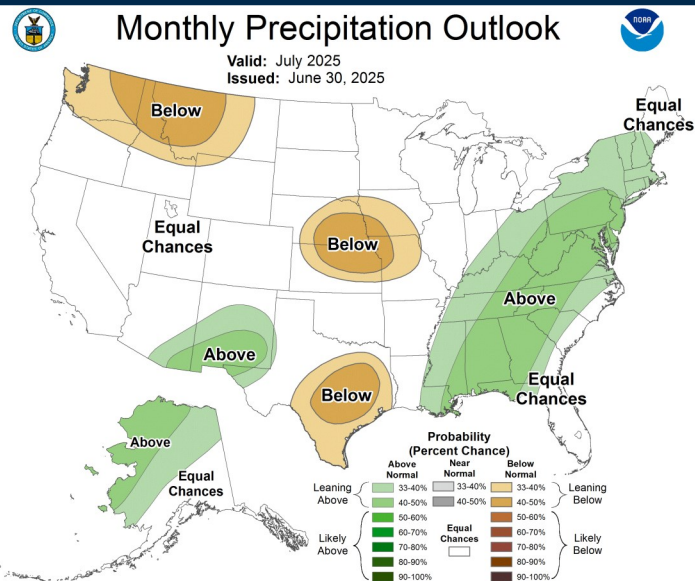 Monthly Precipitation Outlook
NOAA
Valid: July 2025
Issued: June 30, 2025
Below
Equal
Chances
Equal
Chances
Below
Above
Above
Below
Equal
Chances
Above
Equal
Chances
Probability
(Percent Chance)
Above
Normal
Near
Normal
Below
Normal
Leaning
Above
33-40%
33-40%
33-40%
Leaning
Below
40-50%
40-50%
40-50%
Likely
Above
50-60%
50-60%
Likely
Below
60-70%
Equal
Chances
60-70%
70-80%
70-80%
80-90%
80-90%
90-100%
90-100%